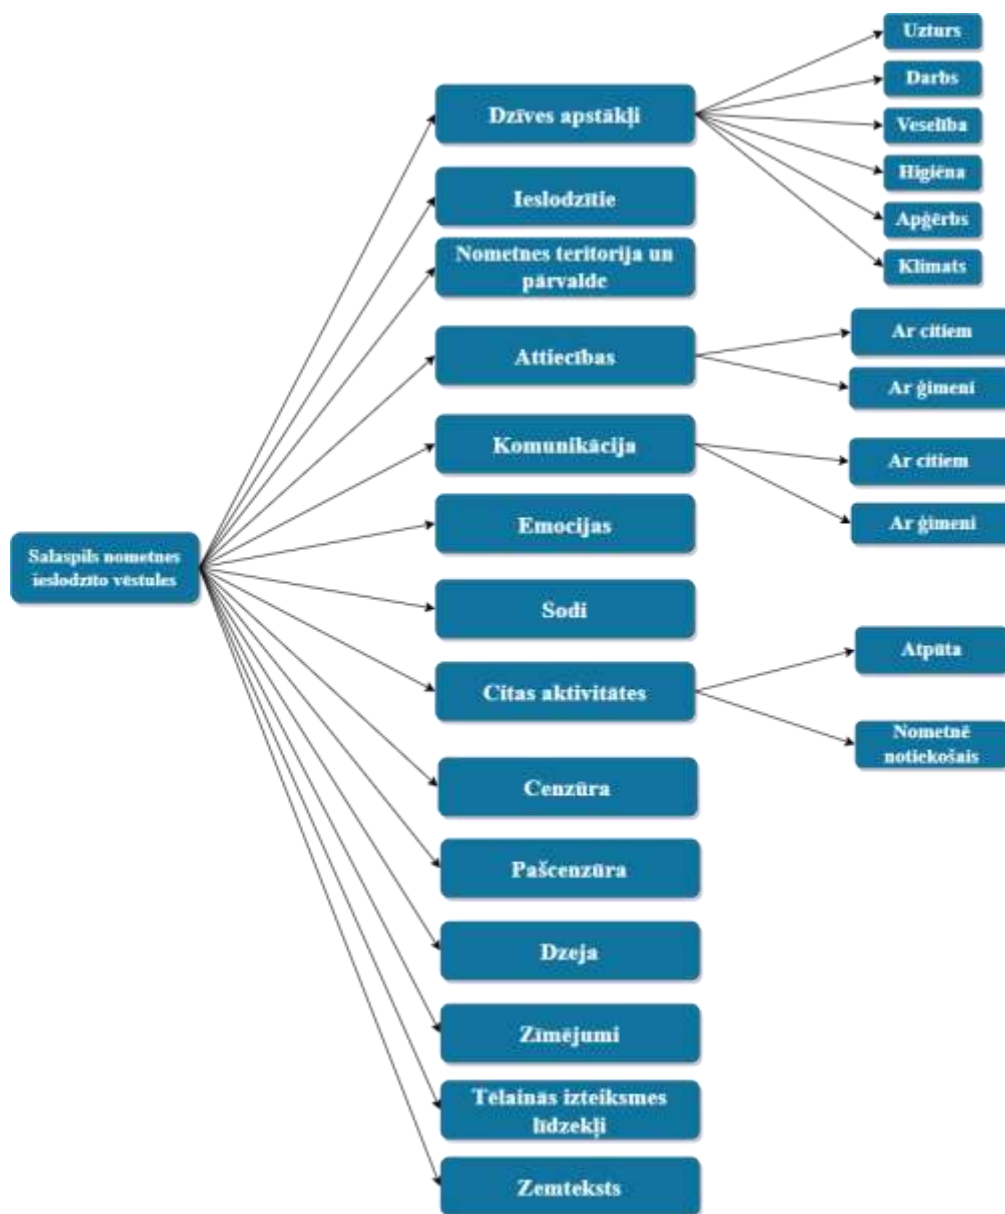 Salaspils nometnes
ieslodzīto vēstules
Dzīves apstākļi
Uzturs
Darbs
Veselība
Higiēna
Apģērbs
Klimats
Ieslodzītie
Nometnes teritorija un
pārvalde
Attiecības
Ar citiem
Ar ģimeni
Komunikācija
Ar citiem
Ar ģimeni
Emocijas
Sodi
Citas aktivitātes
Atpūta
Nometnē
notiekošais
Cenzūra
Pašcenzūra
Dzeja
Zīmējumi
Tēlainās izteiksmes
līdzekļi
Zemteksts